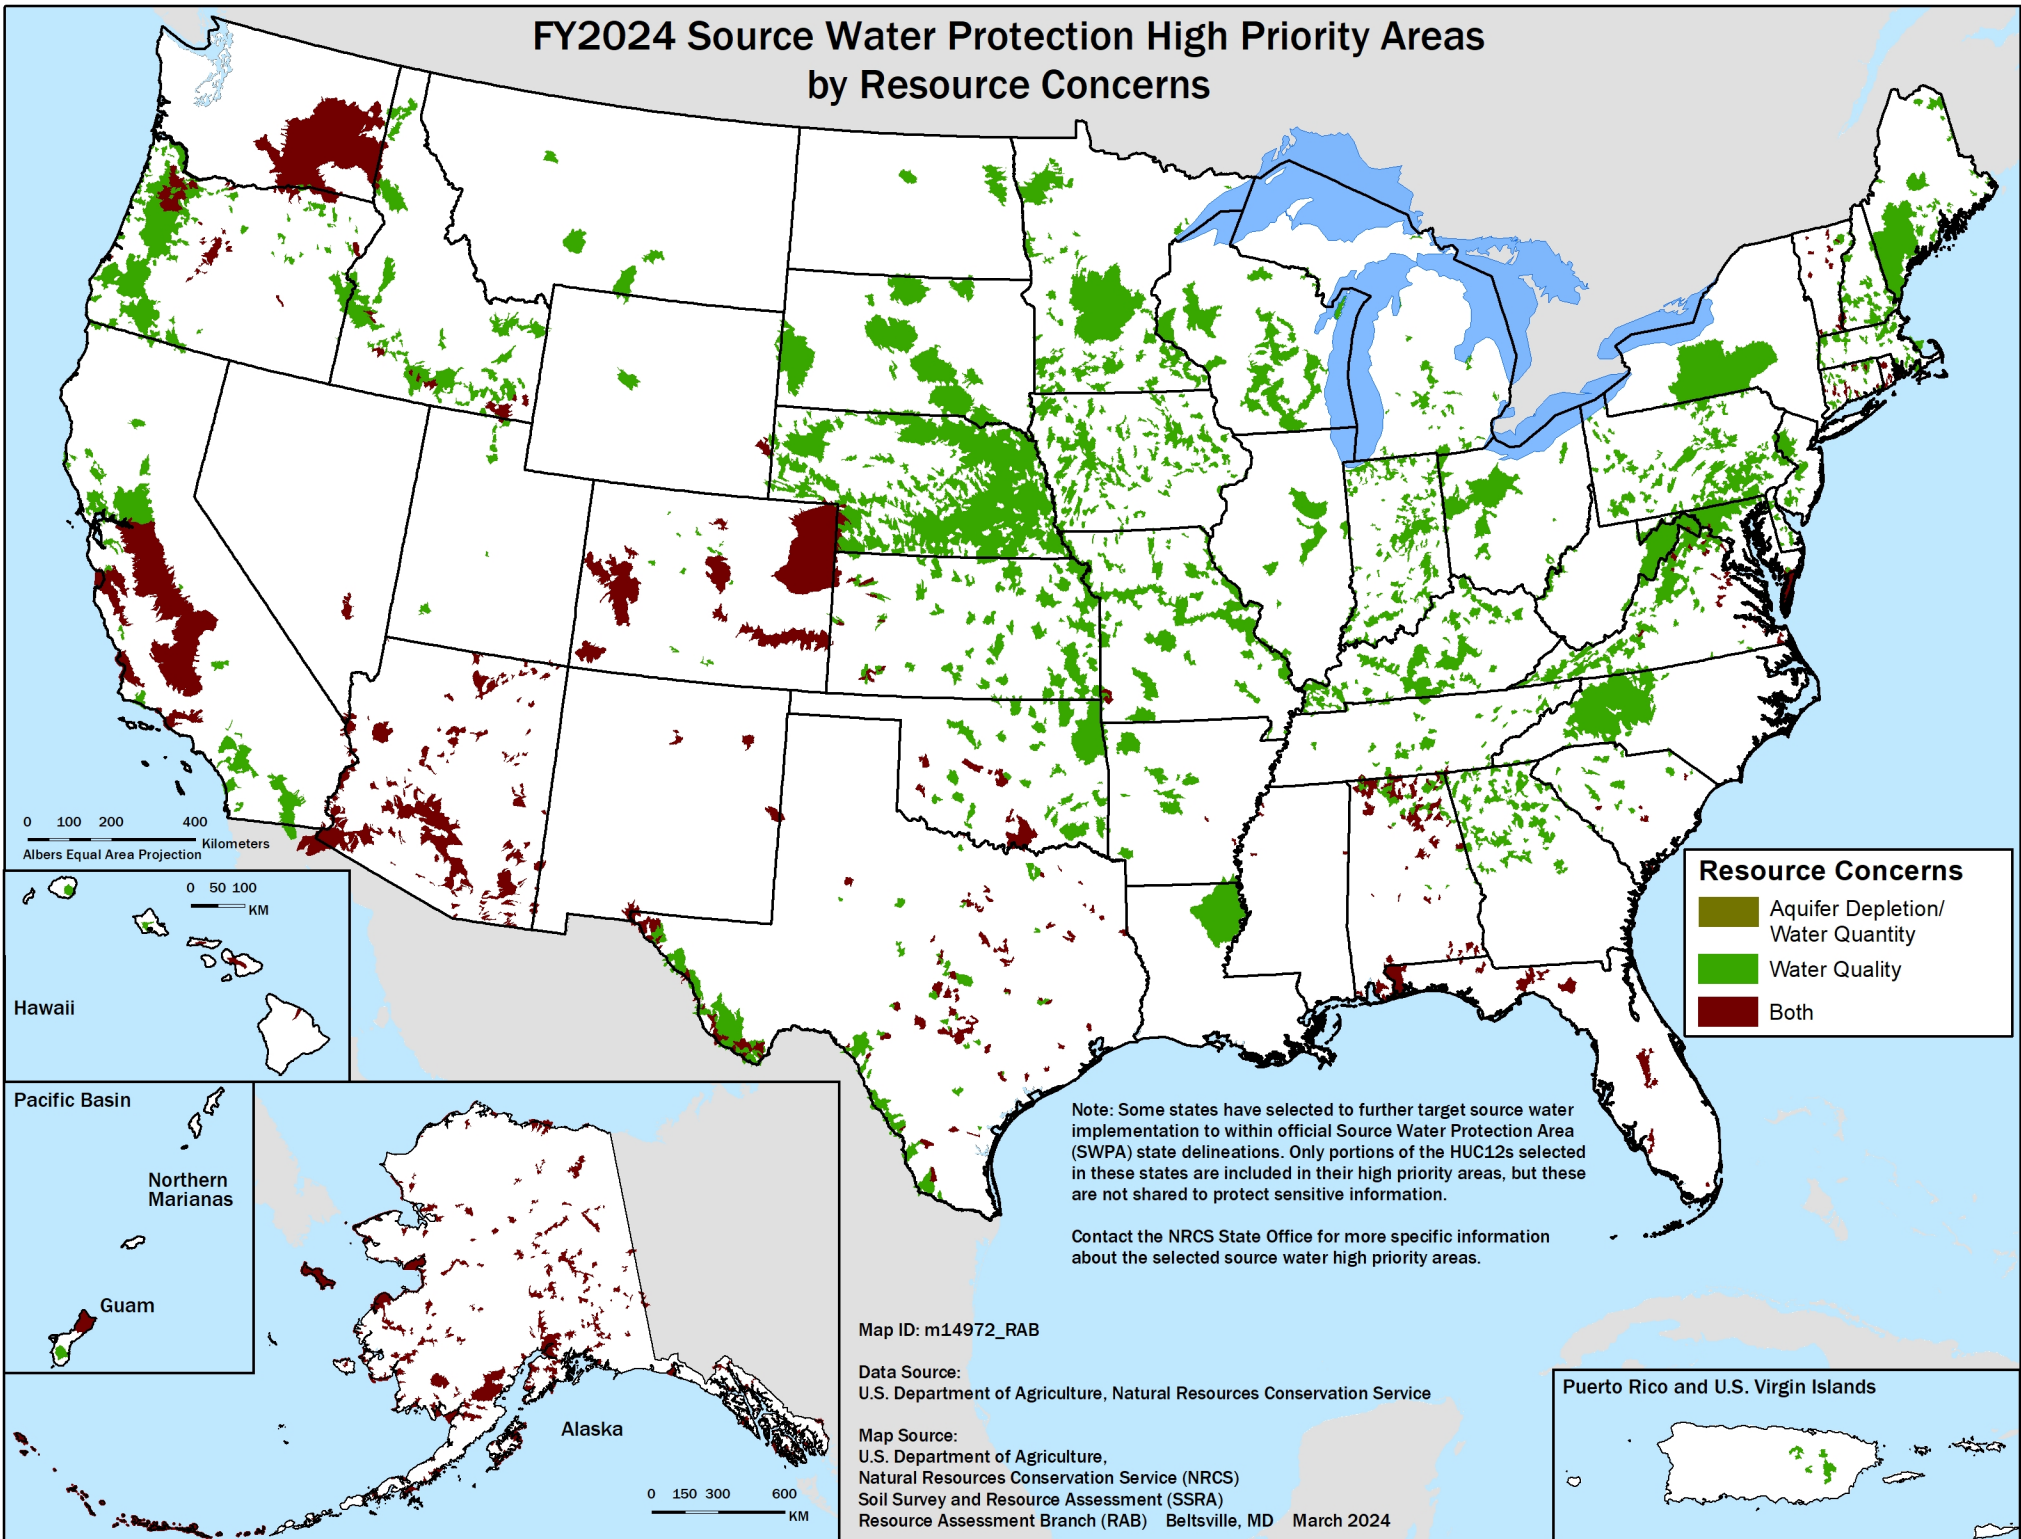 FY2024 Source Water Protection High Priority Areas
by Resource Concerns
0 100 200 400
Kilometers
Albers Equal Area Projection
0 50 100
KM
Hawaii
Resource Concerns
Aquifer Depletion/
Water Quantity
Water Quality
Both
Pacific Basin
Northern
Marianas
Guam
Alaska
0 150 300 600
KM
Note: Some states have selected to further target source water
implementation to within official Source Water Protection Area
(SWPA) state delineations. Only portions of the HUC12s selected
in these states are included in their high priority areas, but these
are not shared to protect sensitive information.
Contact the NRCS State Office for more specific information
about the selected source water high priority areas.
Map ID: m14972_RAB
Data Source:
U.S. Department of Agriculture, Natural Resources Conservation Service
Map Source:
U.S. Department of Agriculture,
Natural Resources Conservation Service (NRCS)
Soil Survey and Resource Assessment (SSRA)
Resource Assessment Branch (RAB) Beltsville, MD March 2024
Puerto Rico and U.S. Virgin Islands